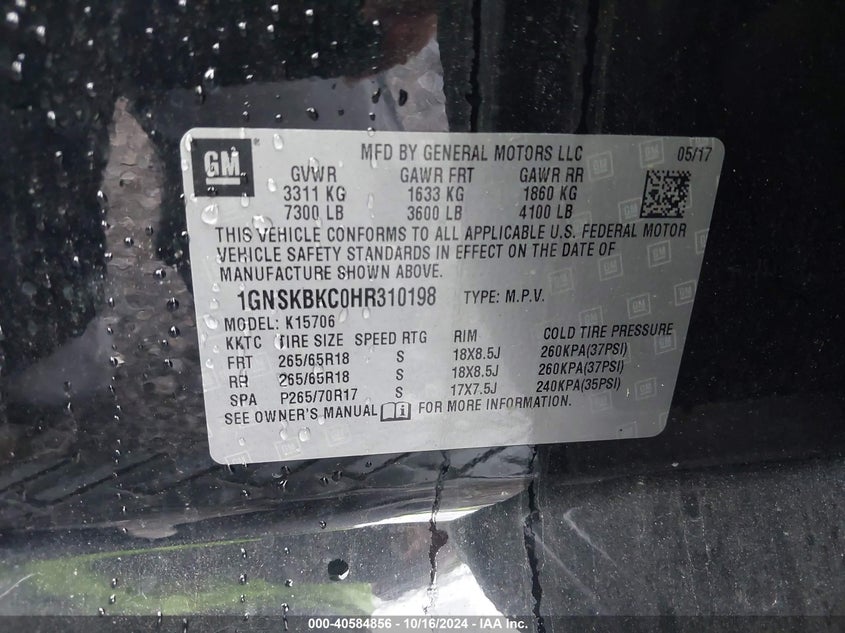 GM
MFD BY GENERAL MOTORS LLC 05/17
GVWR GAWR FRT GAWR RR
3311 KG 1633 KG 1860 KG
7300 LB 3600 LB 4100 LB
THIS VEHICLE CONFORMS TO ALL APPLICABLE U.S. FEDERAL MOTOR
VEHICLE SAFETY STANDARDS IN EFFECT ON THE DATE OF
MANUFACTURE SHOWN ABOVE.
1GNSKBKC0HR310198 TYPE: M.P.V.
MODEL: K15706
KKTC TIRE SIZE SPEED RTG RIM COLD TIRE PRESSURE
FRT 265/65R18 S 18X8.5J 260KPA(37PSI)
RR 265/65R18 S 18X8.5J 260KPA(37PSI)
SPA P265/70R17 S 17X7.5J 240KPA(35PSI)
SEE OWNER'S MANUAL FOR MORE INFORMATION.
000-40584856 - 10/16/2024 - IAA Inc.